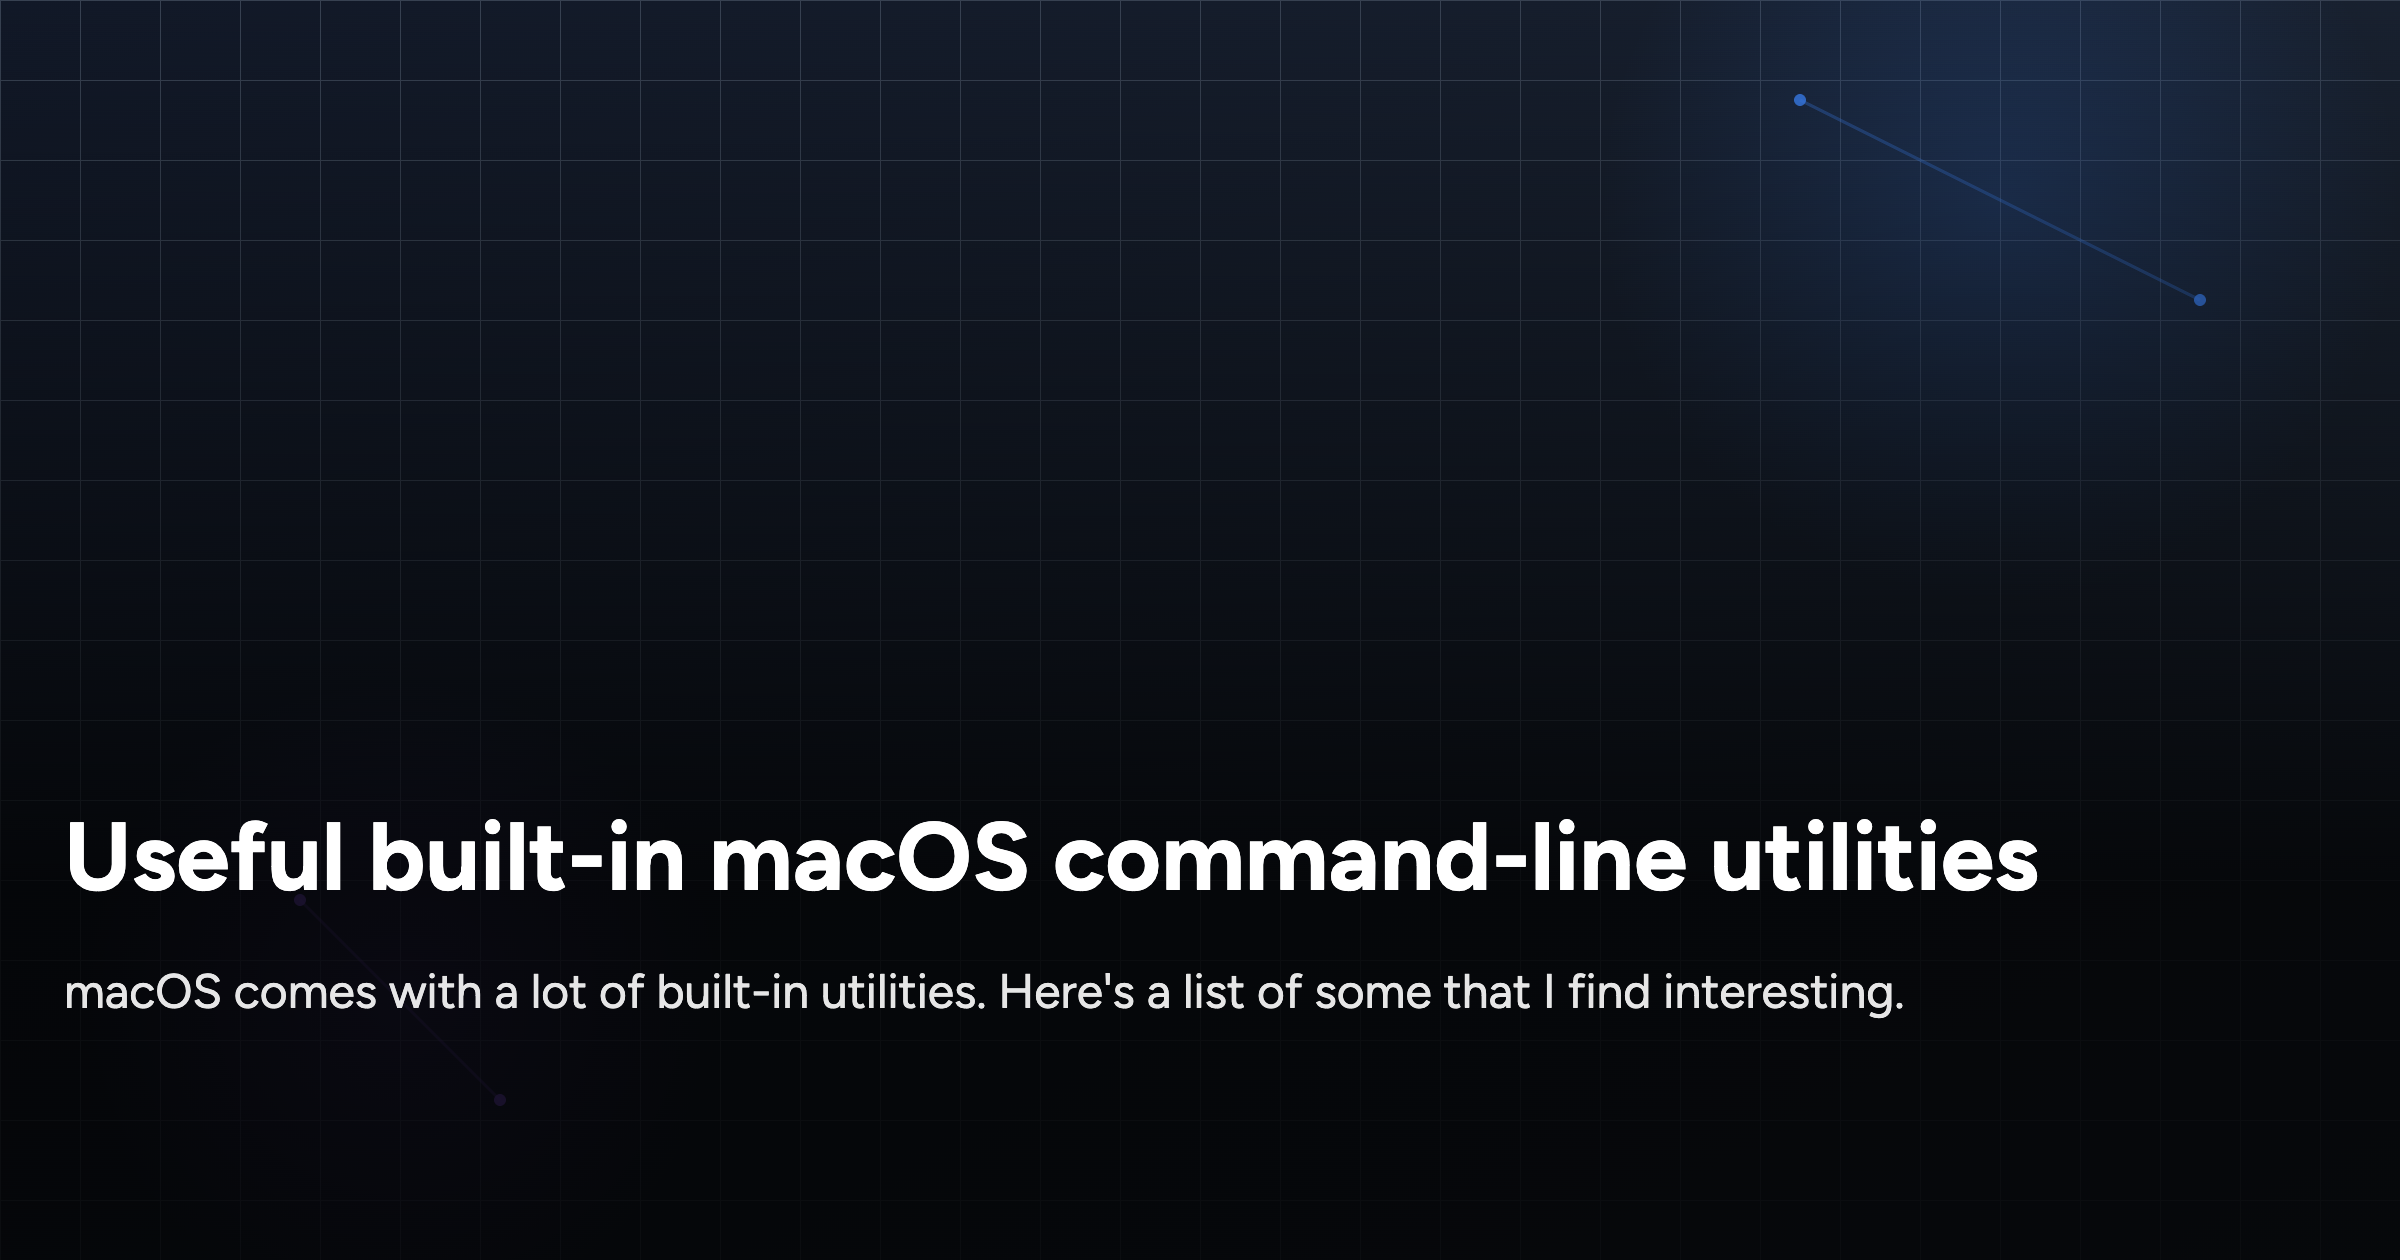 Useful built-in macOS command-line utilities
macOS comes with a lot of built-in utilities. Here's a list of some that I find interesting.